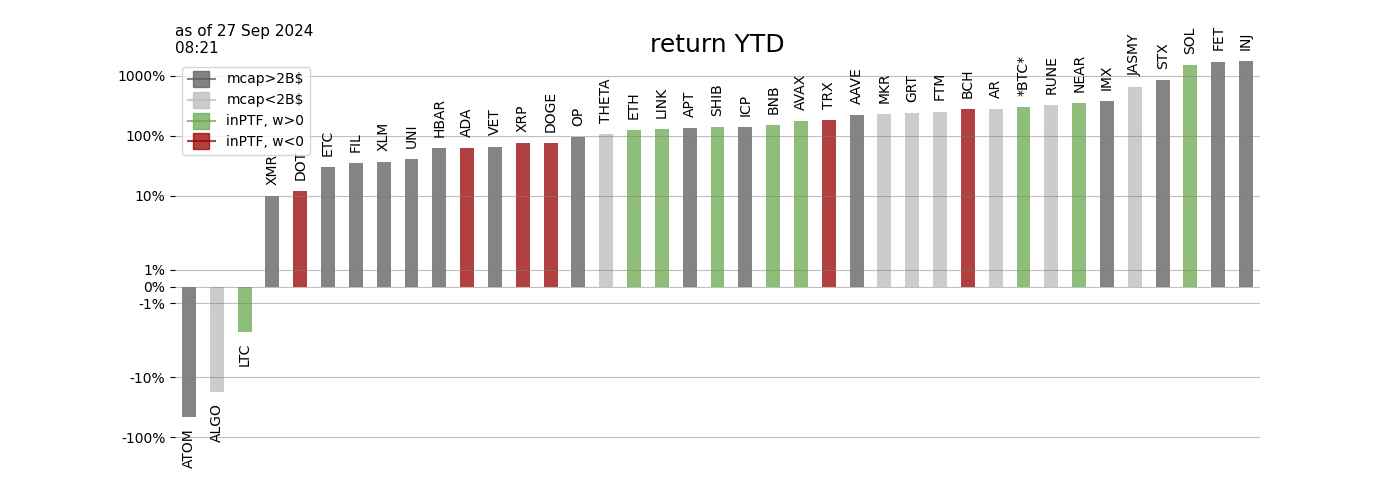 as of 27 Sep 2024
08:21
return YTD
mcap>2B$
mcap<2B$
inPTF, w>0
inPTF, w<0
1000%
100%
10%
1%
0%
-1%
-10%
-100%
ATOM
ALGO
LTC
XMR
DOT
ETC
FIL
XLM
UNI
HBAR
ADA
VET
XRP
DOGE
OP
THETA
ETH
LINK
APT
SHIB
ICP
BNB
AVAX
TRX
AAVE
MKR
GRT
FTM
BCH
AR
*BTC*
RUNE
NEAR
IMX
JASMY
STX
SOL
FET
INJ